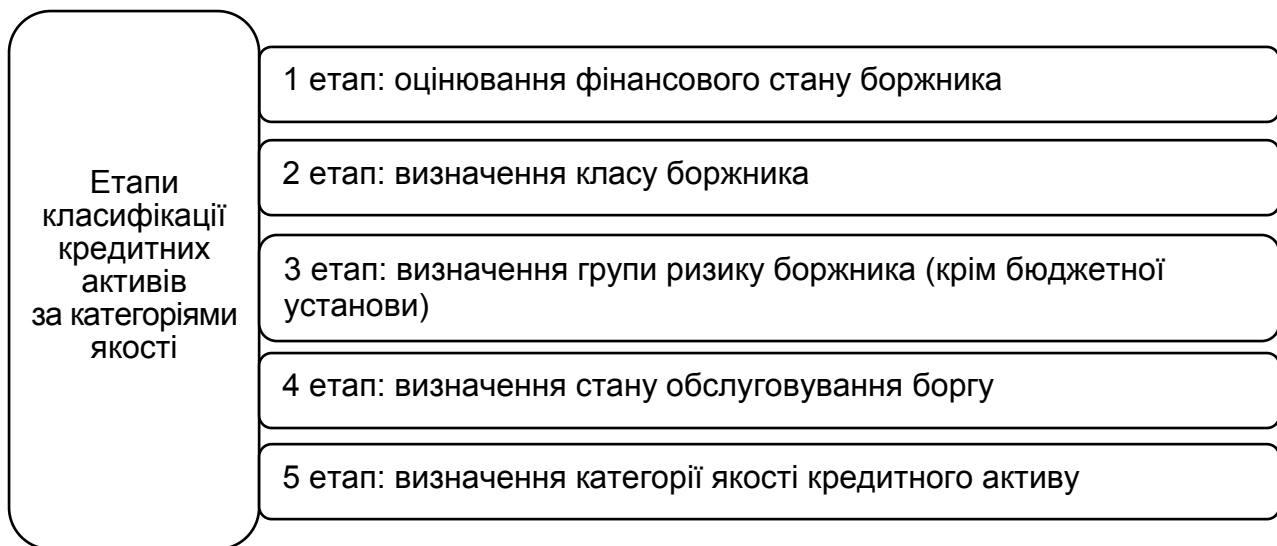 Етапи
класифікації
кредитних
активів
за категоріями
якості
1 етап: оцінювання фінансового стану боржника
2 етап: визначення класу боржника
3 етап: визначення групи ризику боржника (крім бюджетної
установи)
4 етап: визначення стану обслуговування боргу
5 етап: визначення категорії якості кредитного активу